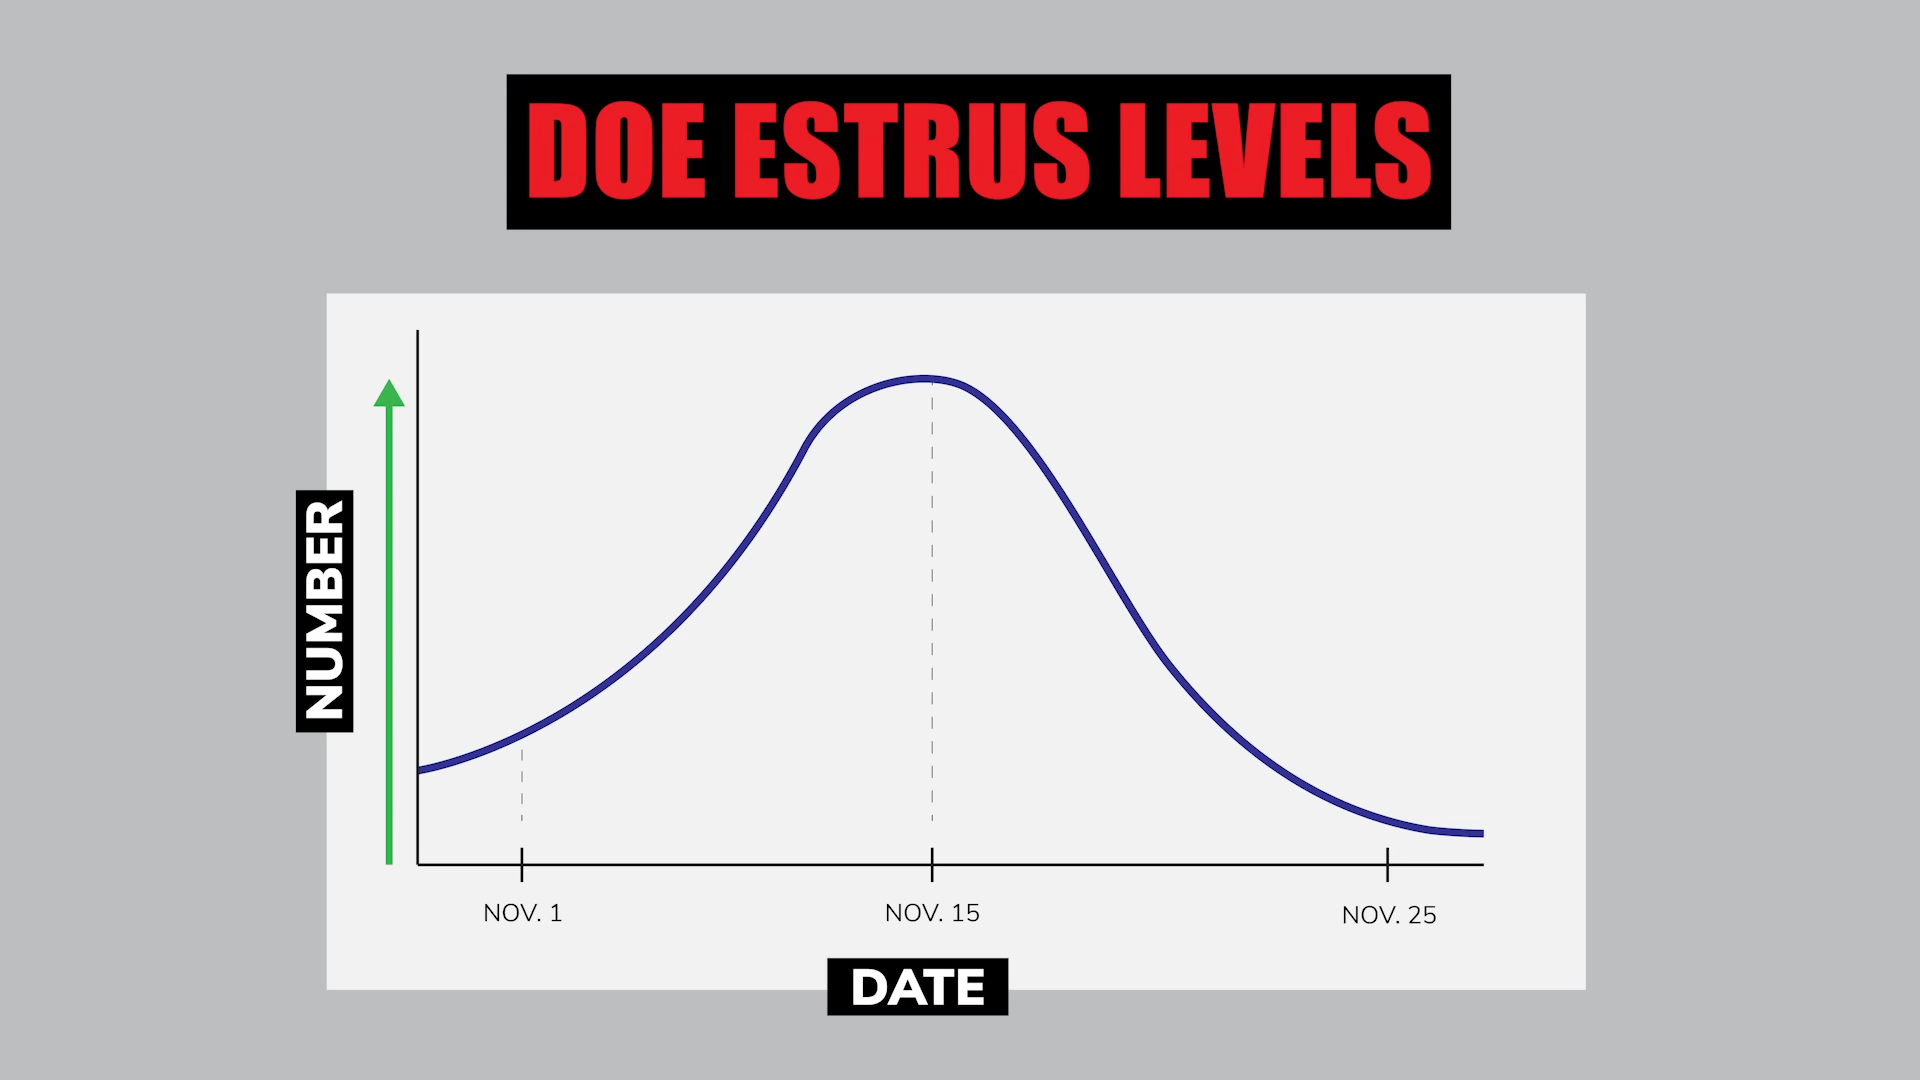 DOE ESTRUS LEVELS
NUMBER
NOV. 1
NOV. 15
NOV. 25
DATE